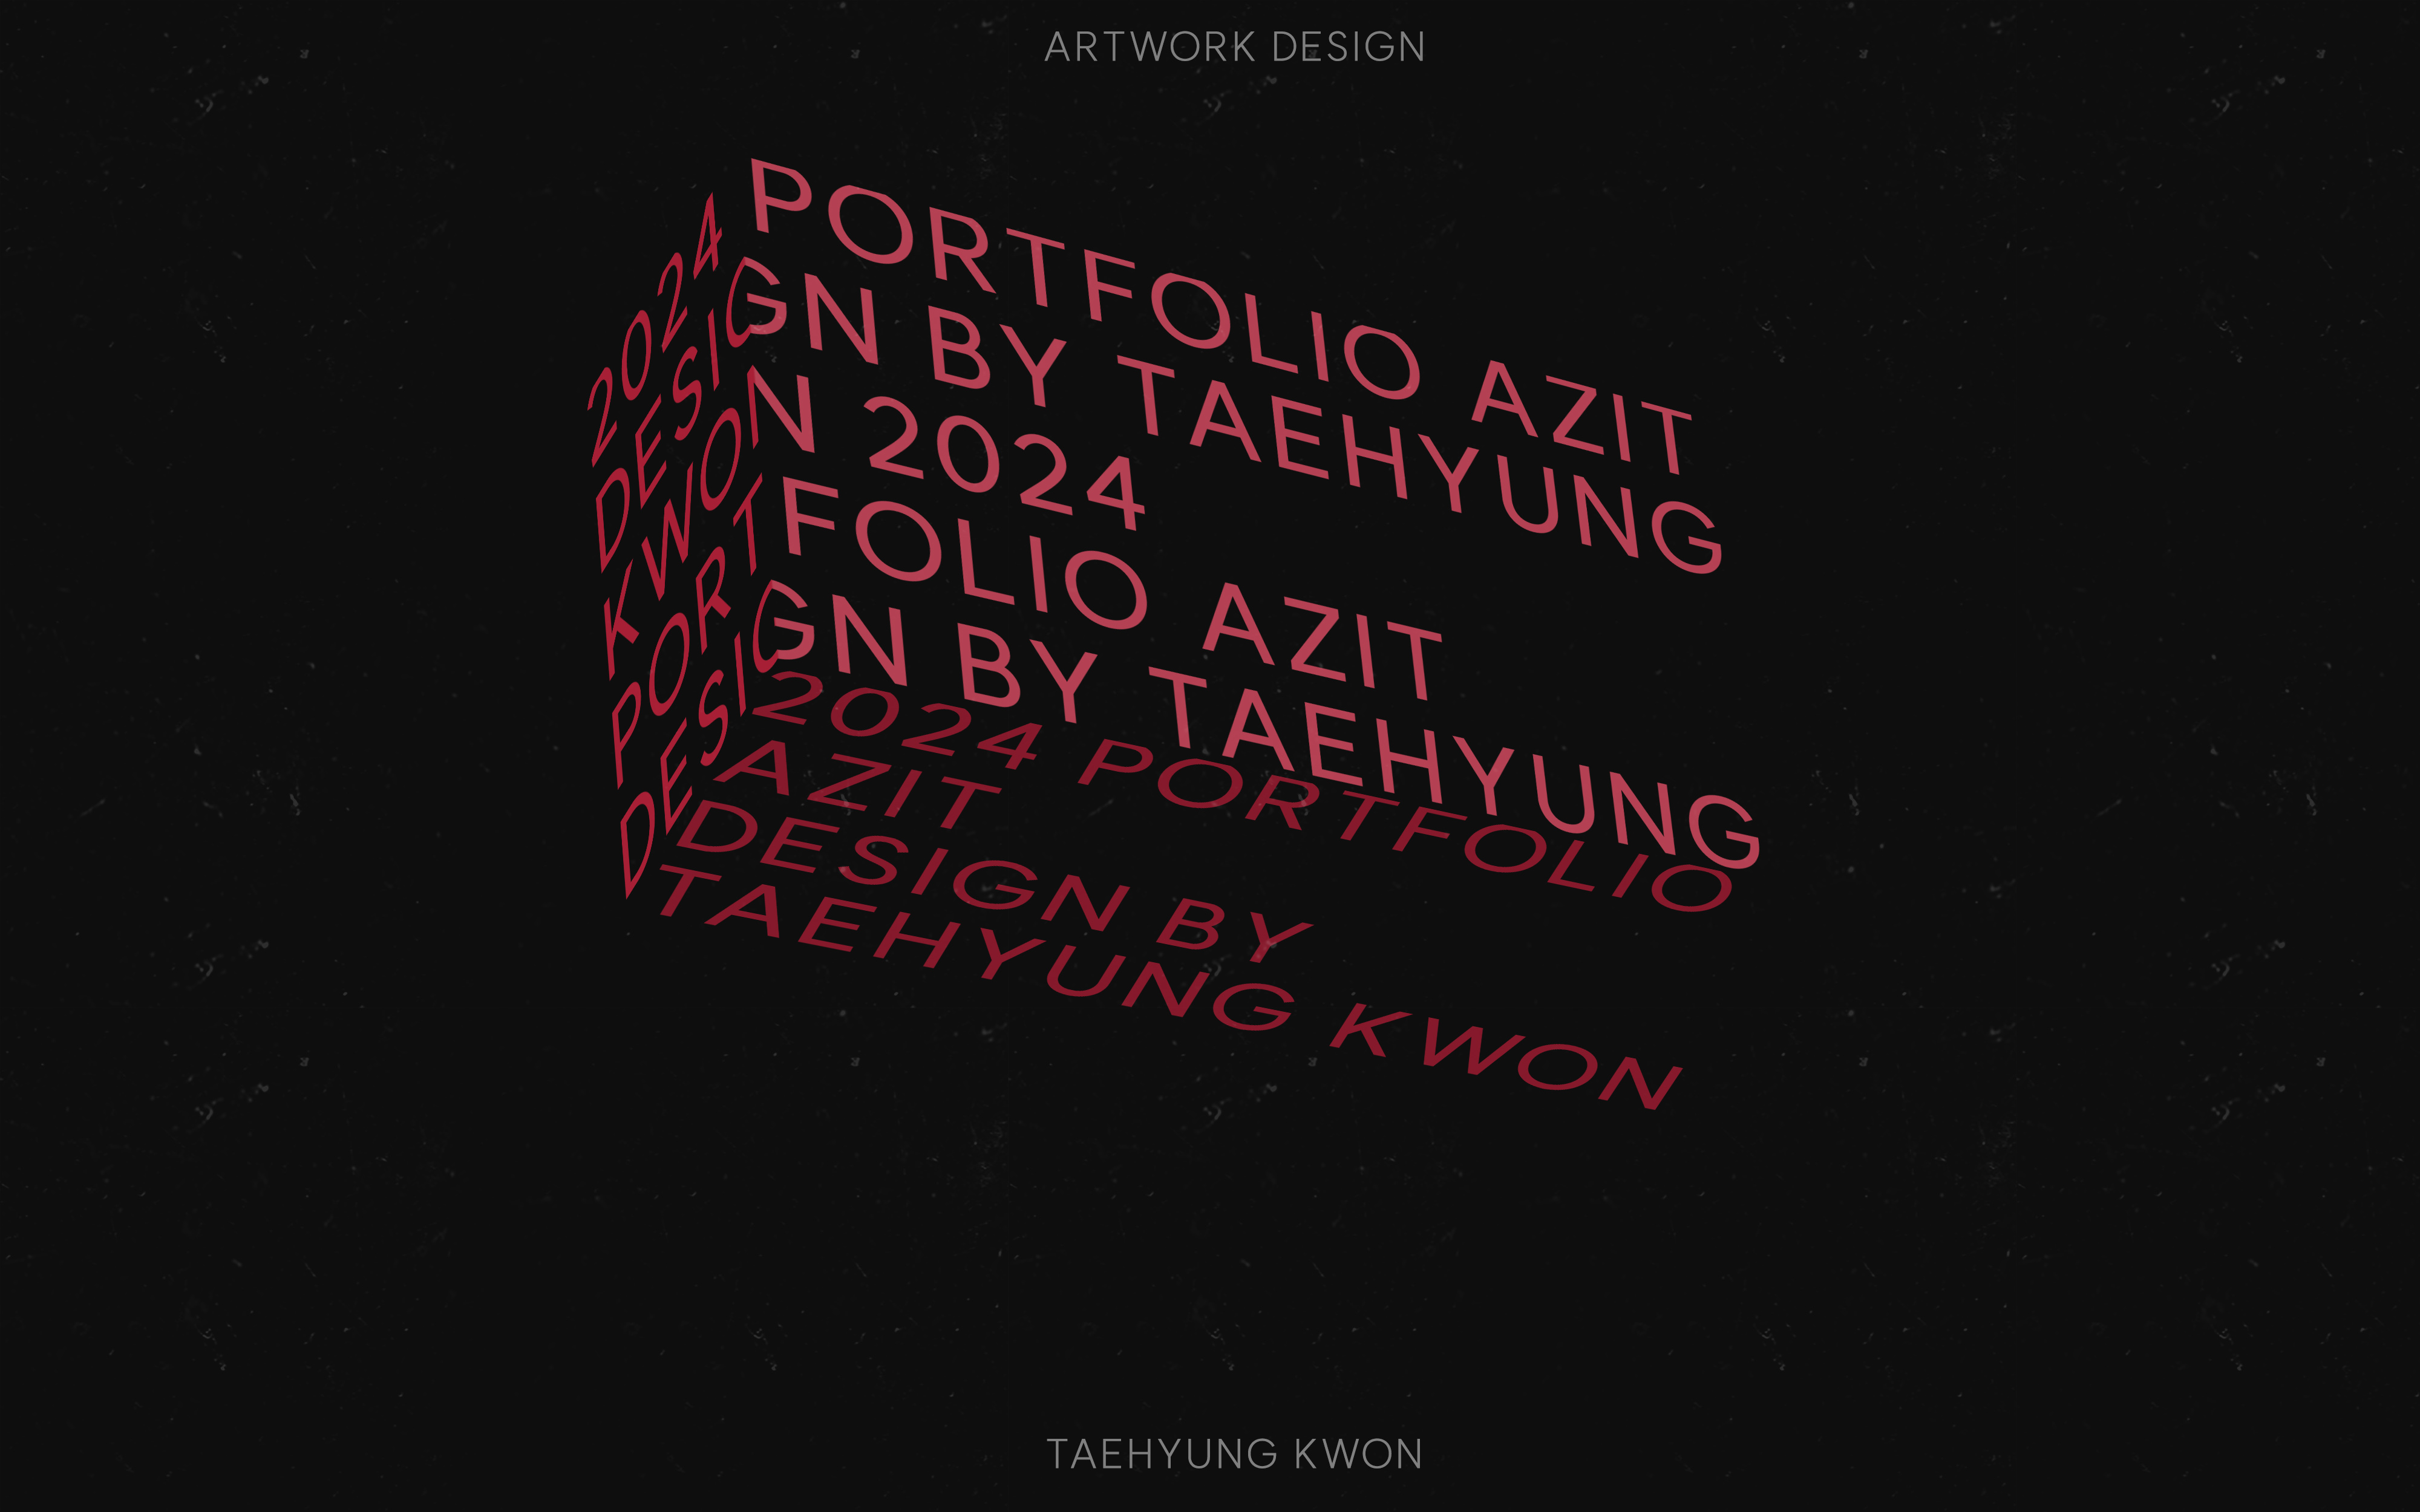 ARTWORK DESIGN
2024 PORTFOLIO AZIT
DESIGN BY TAEHYUNG
KWON 2024
PORTFOLIO AZIT
DESIGN BY TAEHYUNG
2024 PORTFOLIO
AZIT
DESIGN BY
TAEHYUNG KWON
TAEHYUNG KWON